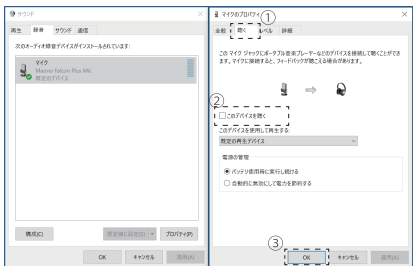 サウンド
再生 録音 サウンド 通信
次のオーディオ録音デバイスがインストールされています:
マイク
Maono Falcon Plus Mic
既定のデバイス
構成(C)
既定値に設定(S)
プロパティ(P)
OK キャンセル 適用(A)
マイクのプロパティ
①
全般 聴く レベル 詳細
このマイク ジャックにポータブル音楽プレーヤーなどのデバイスを接続して聴くことができます。マイクに接続すると、フィードバックが聴こえる場合があります。
②
このデバイスを聴く
このデバイスを使用して再生する:
既定の再生デバイス
電源の管理
バッテリ使用時に実行し続ける
自動的に無効にして電力を節約する
③
OK キャンセル 適用(A)